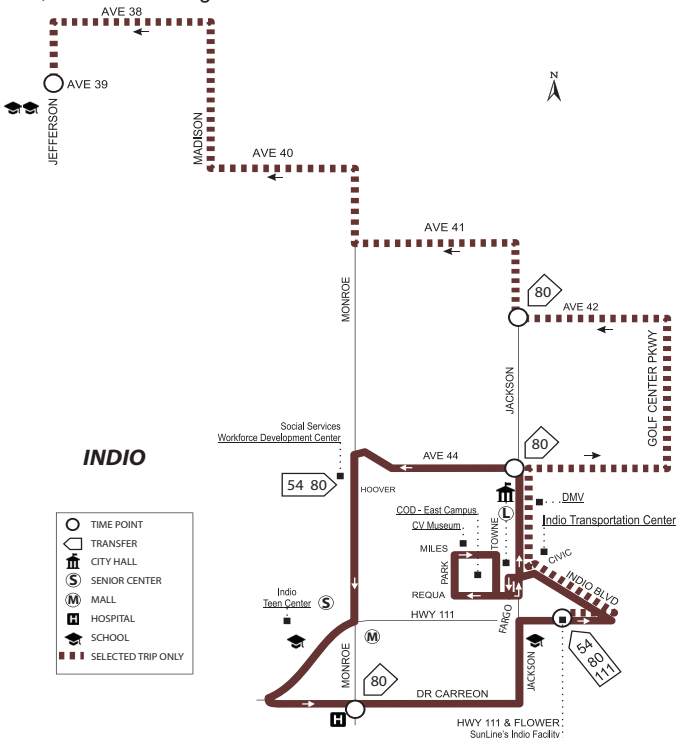 AVE 38
AVE 39
JEFFERSON
MADISON
N
AVE 40
AVE 41
MONROE
80
AVE 42
GOLF CENTER PKWY
JACKSON
Social Services
Workforce Development Center
AVE 44
80
INDIO
54 80
HOOVER
COD - East Campus
CV Museum
TOWNE
L
DMV
Indio Transportation Center
MILES
PARK
CIVIC
INDIO BLVD
REQUA
Indio
Teen Center
S
HWY 111
FARGO
M
MONROE
80
DR CARREON
JACKSON
54
80
111
H
HWY 111 & FLOWER
SunLine's Indio Facility
TIME POINT
TRANSFER
CITY HALL
S SENIOR CENTER
M MALL
H HOSPITAL
SCHOOL
SELECTED TRIP ONLY